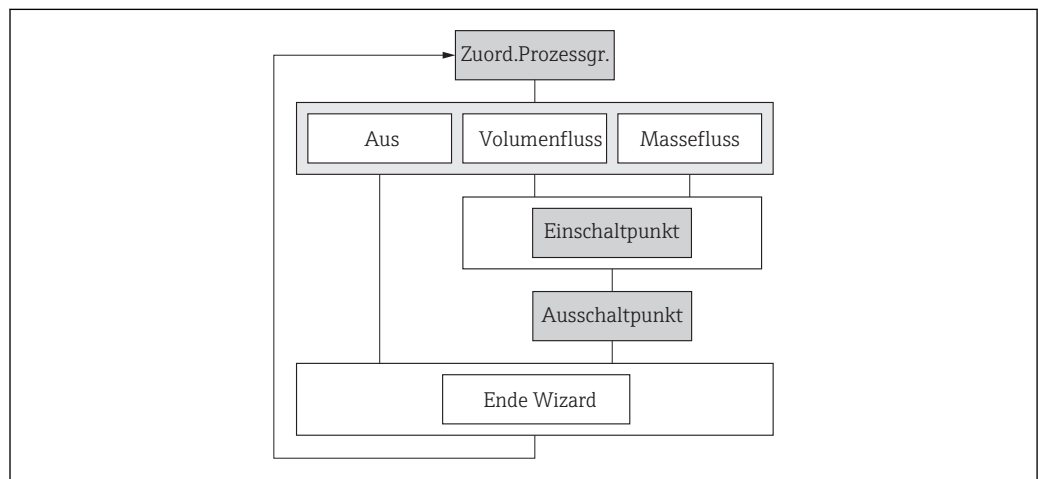 Zuord.Prozessgr.
Aus
Volumenfluss
Massefluss
Einschaltpunkt
Ausschaltpunkt
Ende Wizard